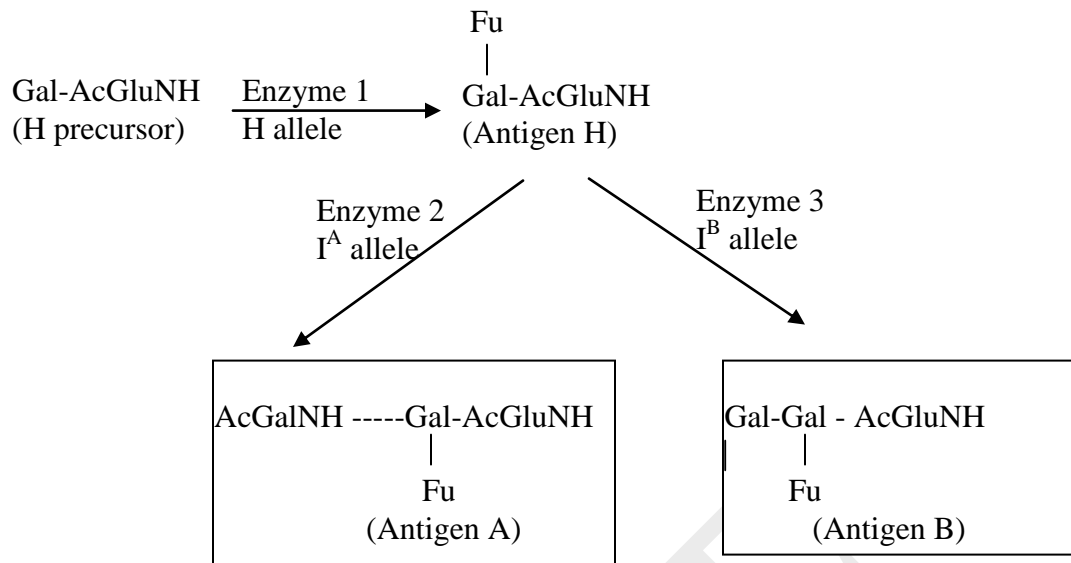 Fu
Gal-AcGluNH
(H precursor)
Enzyme 1
H allele
Gal-AcGluNH
(Antigen H)
Enzyme 2
I^A allele
Enzyme 3
I^B allele
AcGalNH -----Gal-AcGluNH
Fu
(Antigen A)
Gal-Gal - AcGluNH
Fu
(Antigen B)